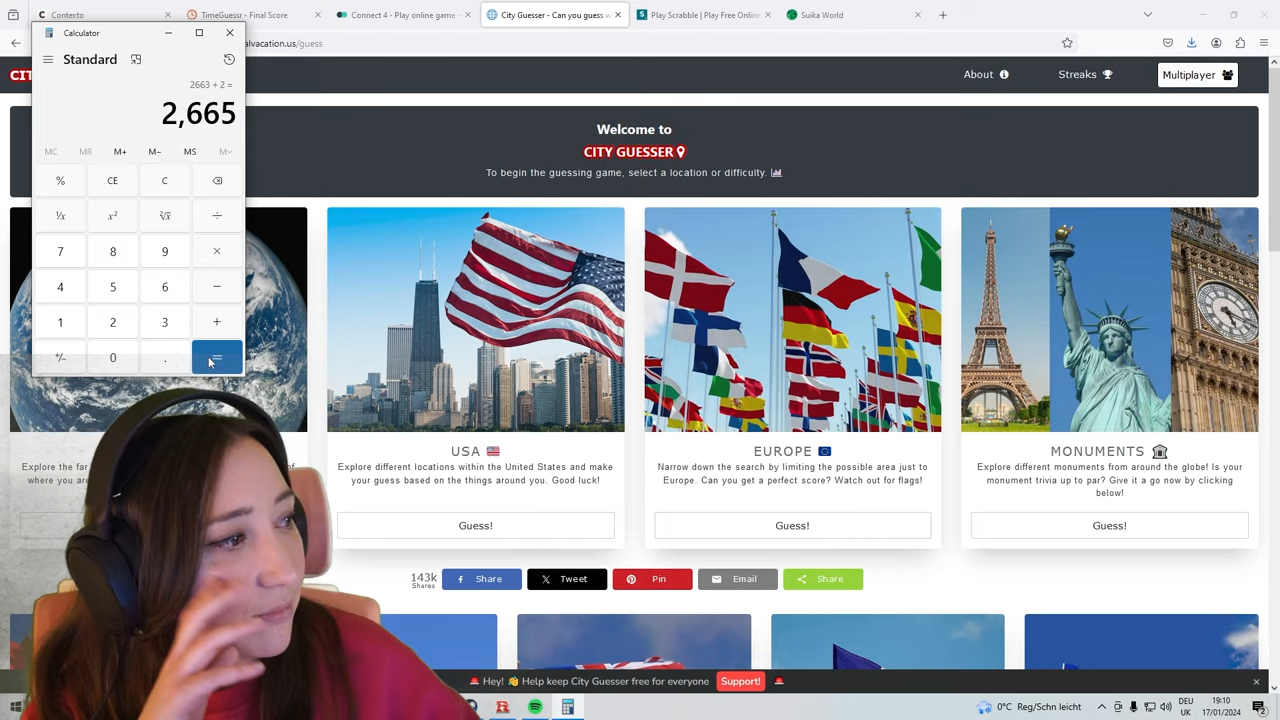 Contexto
TimeGuessr - Final Score
Connect 4 - Play online game
City Guesser - Can you guess w
Play Scrabble | Play Free Online
Suika World
alvacation.us/guess
Calculator
Standard
2663 + 2 =
2,665
MC MR M+ M− MS M˅
% CE C
¹/x x² ²√x ÷
7 8 9 ×
4 5 6 −
1 2 3 +
+/− 0 . =
CIT
About
Streaks
Multiplayer
Welcome to
CITY GUESSER
To begin the guessing game, select a location or difficulty.
Explore the far
where you are
USA
Explore different locations within the United States and make
your guess based on the things around you. Good luck!
Guess!
EUROPE
Narrow down the search by limiting the possible area just to
Europe. Can you get a perfect score? Watch out for flags!
Guess!
MONUMENTS
Explore different monuments from around the globe! Is your
monument trivia up to par? Give it a go now by clicking
below!
Guess!
143k
Shares
Share
Tweet
Pin
Email
Share
Hey! 👋 Help keep City Guesser free for everyone
Support!
0°C Reg/Schn leicht
DEU
UK
19:10
17/01/2024
2